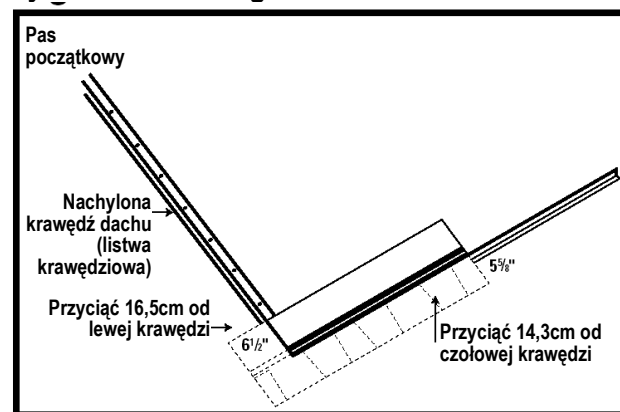 Pas
początkowy
Nachylona
krawędź dachu
(listwa
krawędziowa)
Przyciąć 16,5cm od
lewej krawędzi
6½"
5⅝"
Przyciąć 14,3cm od
czołowej krawędzi